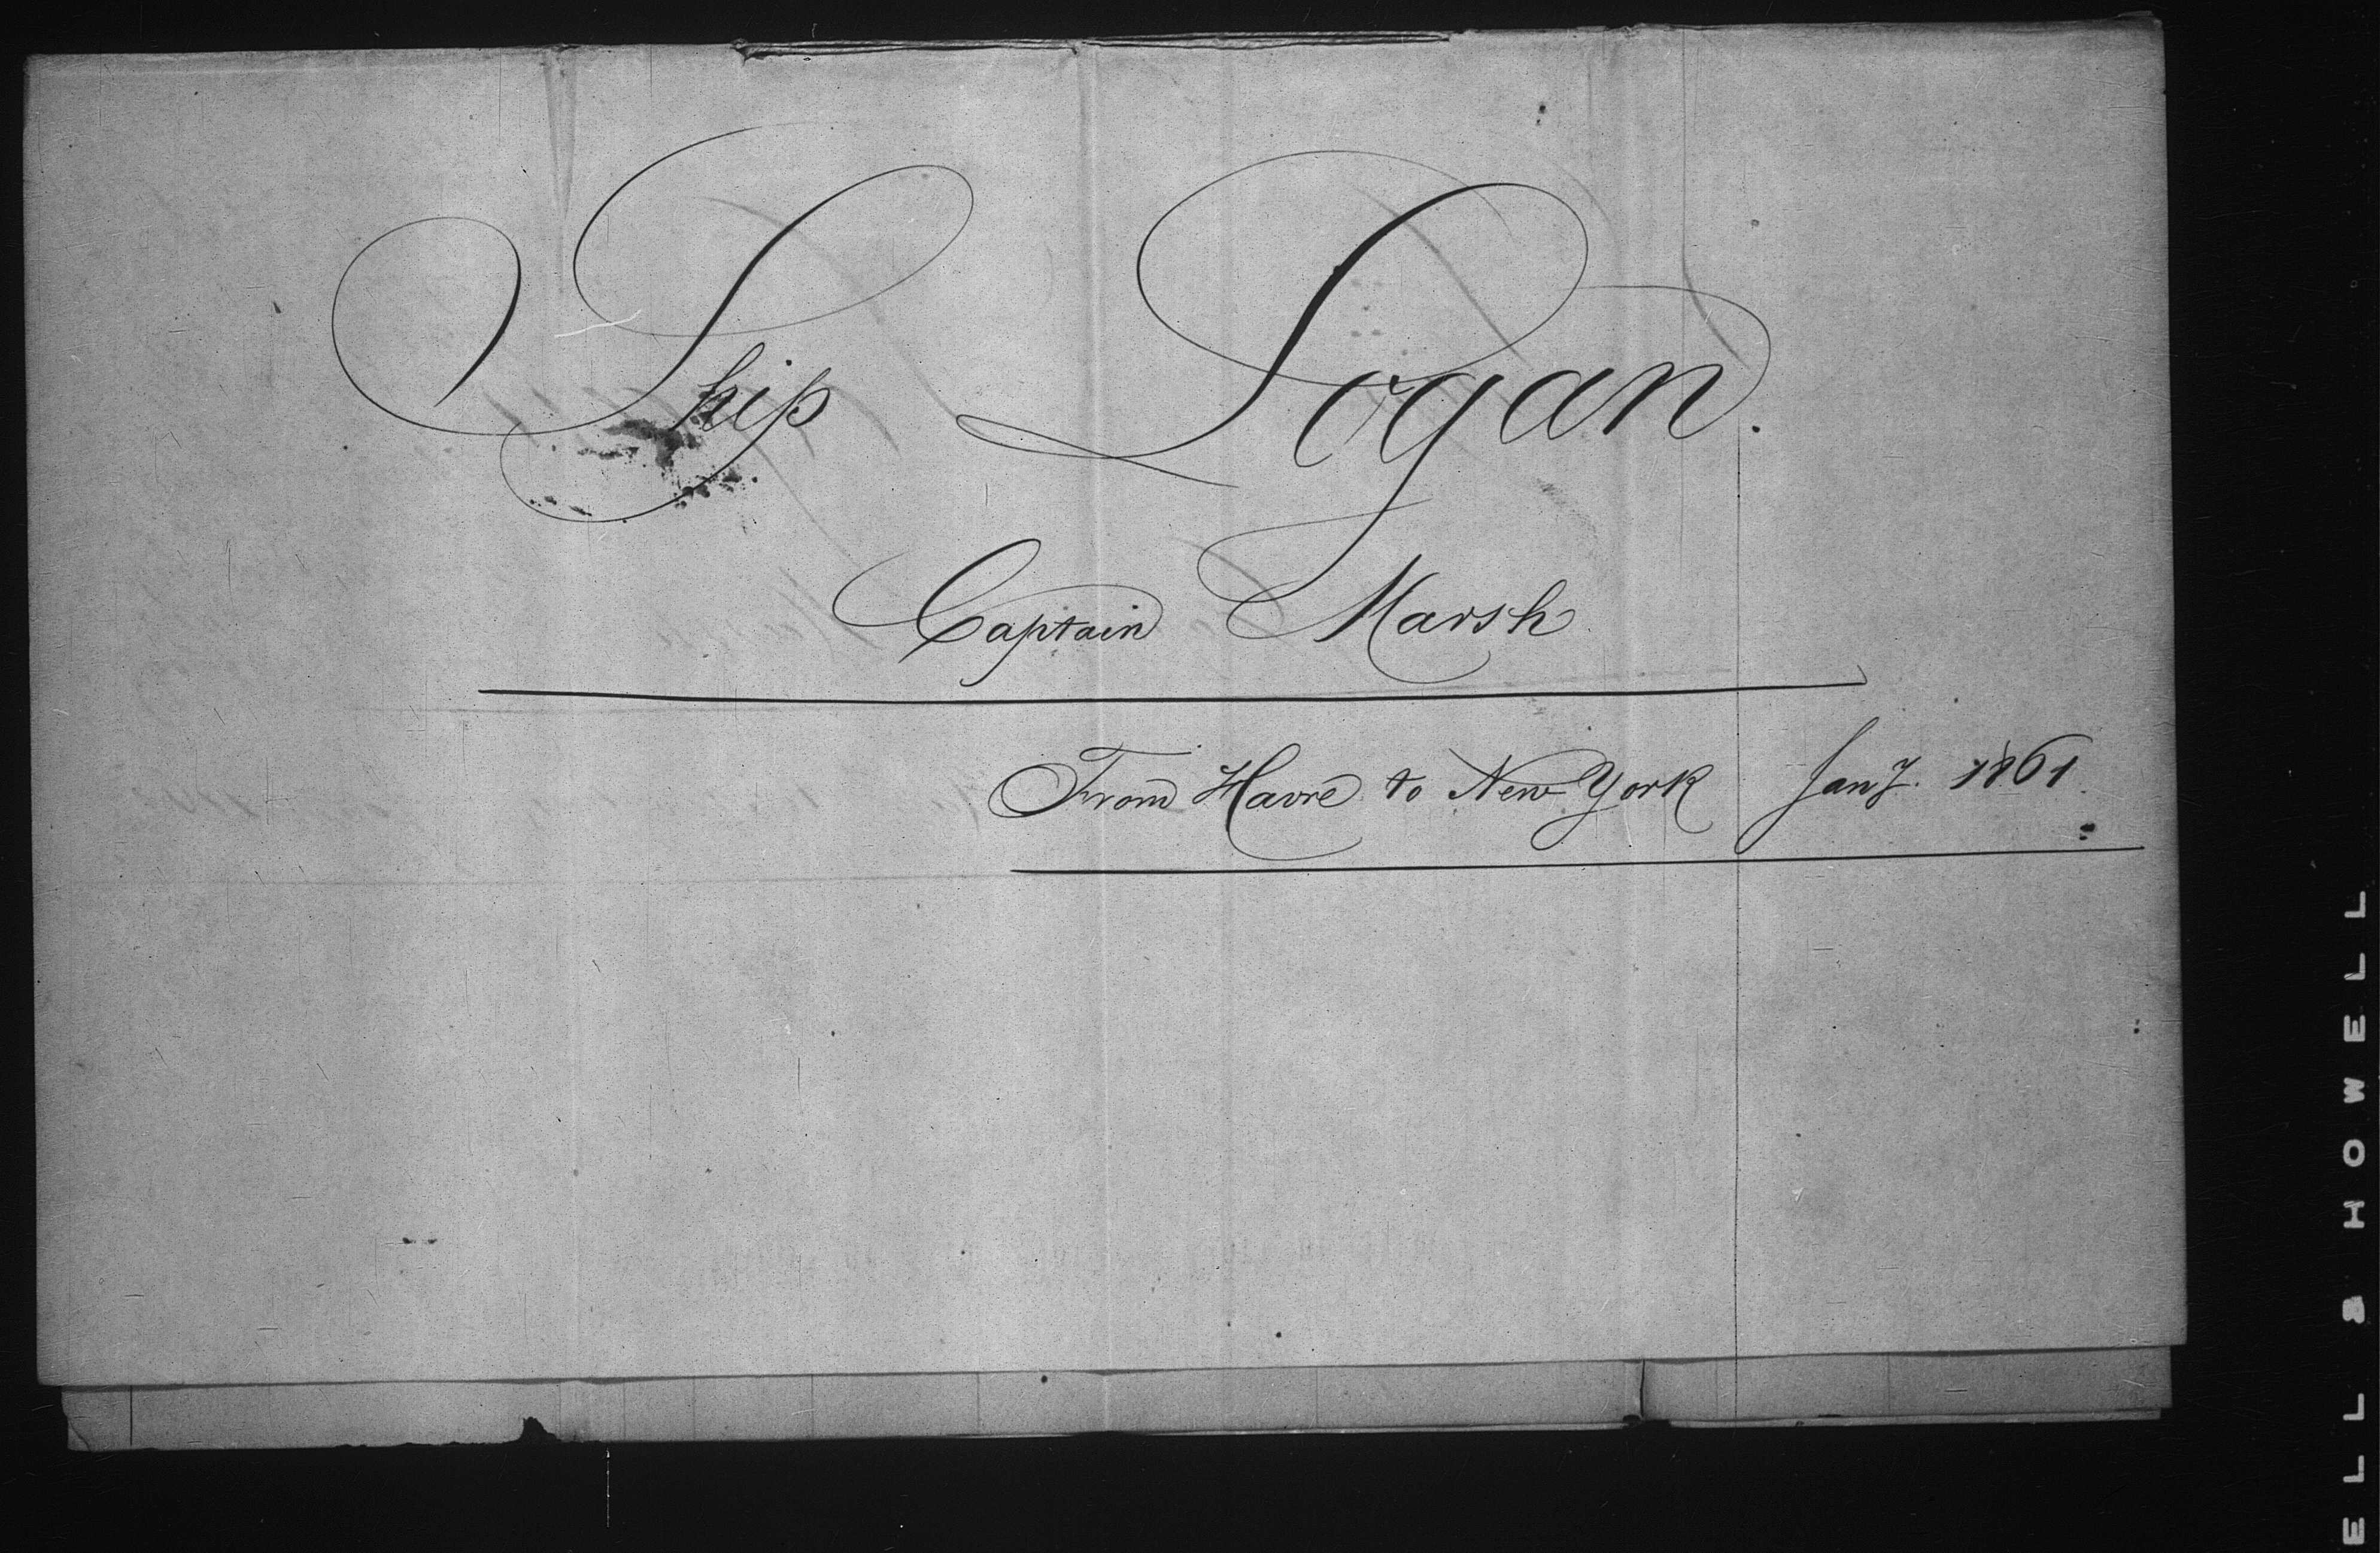 Ship Logan.
Captain Marsh
From Havre to New York Jany. 1861.
ELL & HOWELL